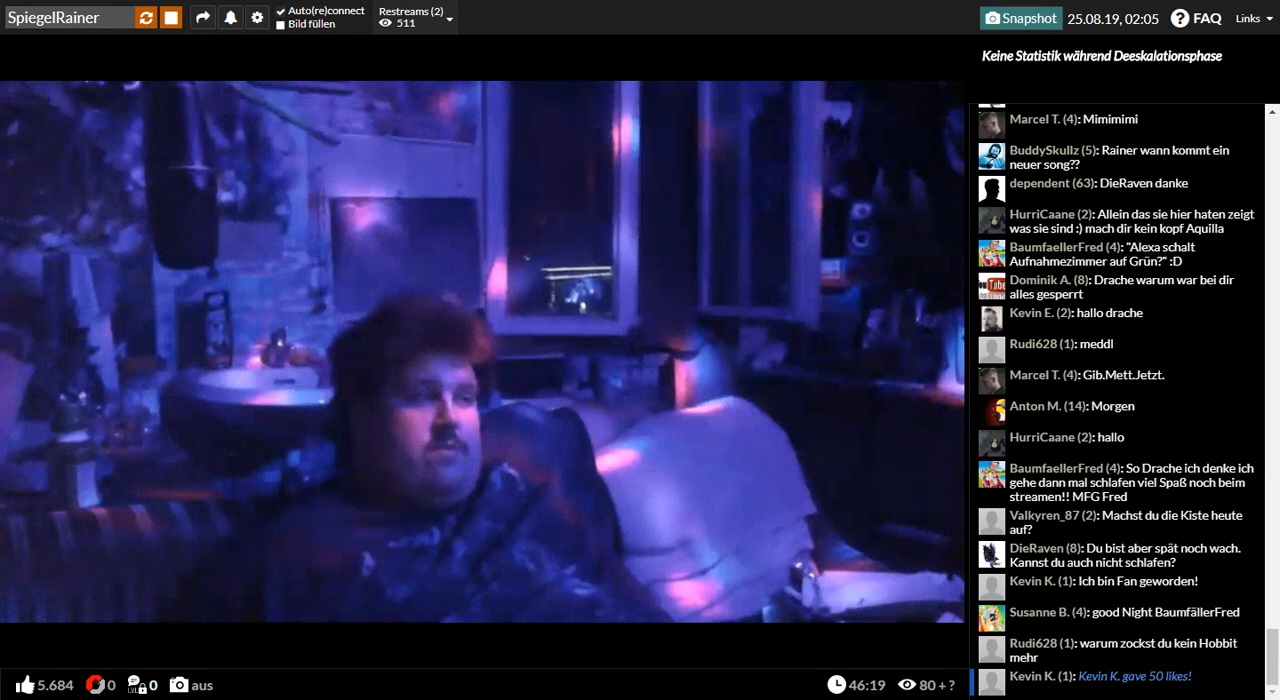 SpiegelRainer
Auto(re)connect
Bild füllen
Restreams (2)
511
Snapshot
25.08.19, 02:05
FAQ
Links
Keine Statistik während Deeskalationsphase
Marcel T. (4): Mimimimi
BuddySkullz (5): Rainer wann kommt ein
neuer song??
dependent (63): DieRaven danke
HurriCaane (2): Allein das sie hier haten zeigt
was sie sind :) mach dir kein kopf Aquilla
BaumfaellerFred (4): "Alexa schalt
Aufnahmezimmer auf Grün?" :D
Dominik A. (8): Drache warum war bei dir
alles gesperrt
Kevin E. (2): hallo drache
Rudi628 (1): meddl
Marcel T. (4): Gib.Mett.Jetzt.
Anton M. (14): Morgen
HurriCaane (2): hallo
BaumfaellerFred (4): So Drache ich denke ich
gehe dann mal schlafen viel Spaß noch beim
streamen!! MFG Fred
Valkyren_87 (2): Machst du die Kiste heute
auf?
DieRaven (8): Du bist aber spät noch wach.
Kannst du auch nicht schlafen?
Kevin K. (1): Ich bin Fan geworden!
Susanne B. (4): good Night BaumfällerFred
Rudi628 (1): warum zockst du kein Hobbit
mehr
Kevin K. (1): Kevin K. gave 50 likes!
5.684
0
LVL
0
aus
46:19
80 + ?